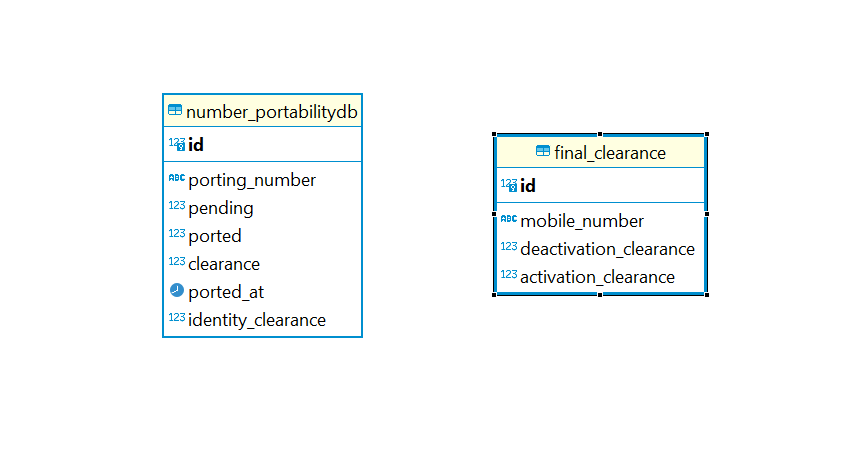 number_portabilitydb
123 id
ABC porting_number
123 pending
123 ported
123 clearance
ported_at
123 identity_clearance
final_clearance
123 id
ABC mobile_number
123 deactivation_clearance
123 activation_clearance